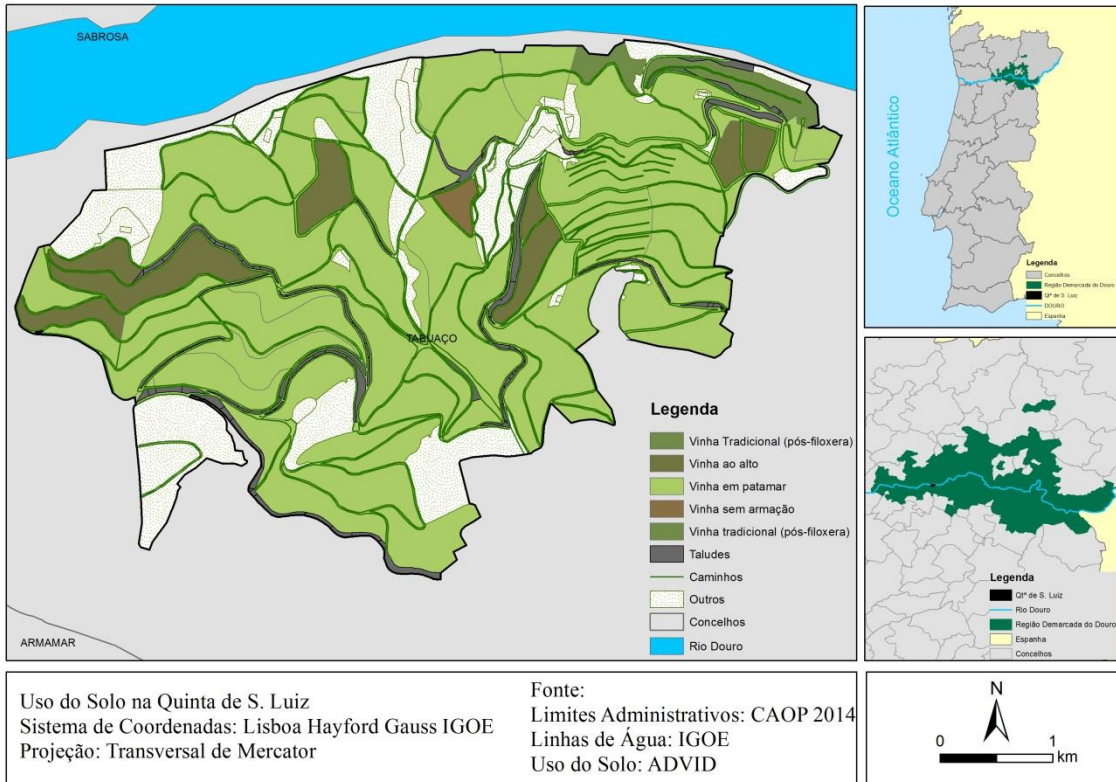 SABROSA
TABUAÇO
ARMAMAR
Legenda
Vinha Tradicional (pós-filoxera)
Vinha ao alto
Vinha em patamar
Vinha sem armação
Vinha tradicional (pós-filoxera)
Taludes
Caminhos
Outros
Concelhos
Rio Douro
Oceano Atlântico
Legenda
Concelhos
Região Demarcada do Douro
Qtª de S. Luiz
DOURO
Espanha
Legenda
Qtª de S. Luiz
Rio Douro
Região Demarcada do Douro
Espanha
Concelhos
Uso do Solo na Quinta de S. Luiz
Sistema de Coordenadas: Lisboa Hayford Gauss IGOE
Projeção: Transversal de Mercator
Fonte:
Limites Administrativos: CAOP 2014
Linhas de Água: IGOE
Uso do Solo: ADVID
N
0 1
km